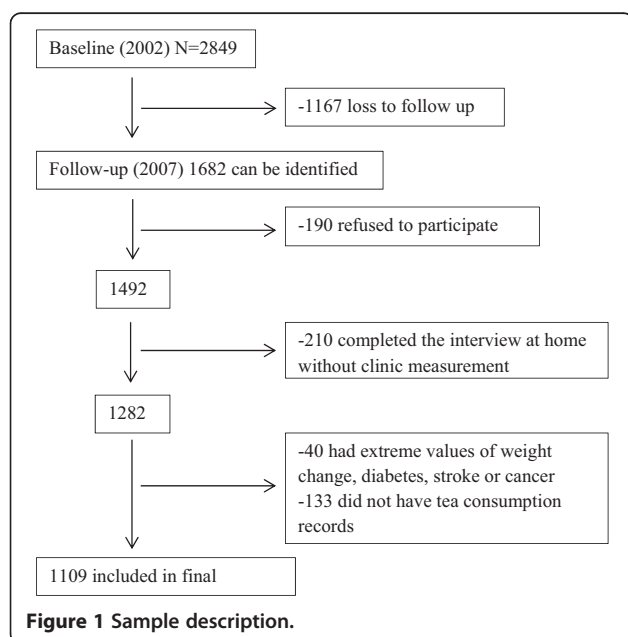 Baseline (2002) N=2849
-1167 loss to follow up
Follow-up (2007) 1682 can be identified
-190 refused to participate
1492
-210 completed the interview at home
without clinic measurement
1282
-40 had extreme values of weight
change, diabetes, stroke or cancer
-133 did not have tea consumption
records
1109 included in final
Figure 1 Sample description.